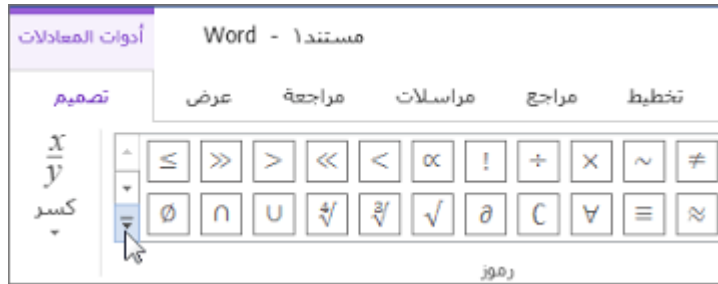 مستند١ - Word أدوات المعادلات
تخطيط مراجع مراسلات مراجعة عرض تصميم
≠ ~ × ÷ ! ∝ < ≪ > ≫ ≤
≈ ≡ ∀ ∁ ∂ √ ∛ ∜ ∪ ∩ ∅
x
y
كسر
رموز